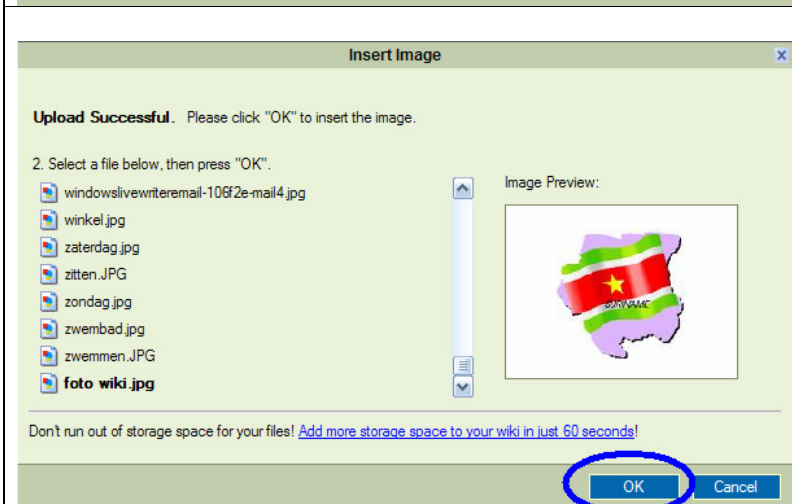 Insert Image
x
Upload Successful. Please click "OK" to insert the image.
2. Select a file below, then press "OK".
windowslivewriteremail-106f2e-mail4.jpg
winkel.jpg
zaterdag.jpg
zitten.JPG
zondag.jpg
zwembad.jpg
zwemmen.JPG
foto wiki.jpg
Image Preview:
SURINAME
Don't run out of storage space for your files! Add more storage space to your wiki in just 60 seconds!
OK
Cancel